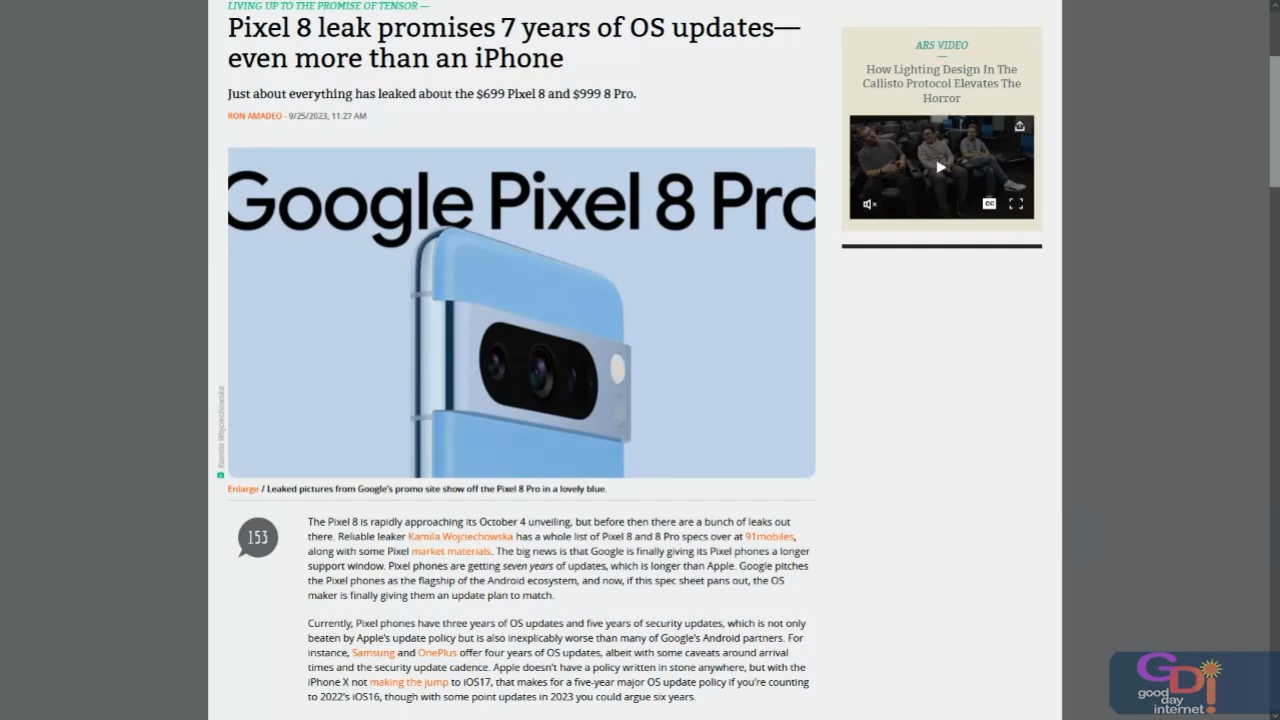 LIVING UP TO THE PROMISE OF TENSOR —
Pixel 8 leak promises 7 years of OS updates—
even more than an iPhone
Just about everything has leaked about the $699 Pixel 8 and $999 8 Pro.
RON AMADEO - 9/25/2023, 11:27 AM
ARS VIDEO
How Lighting Design In The
Callisto Protocol Elevates The
Horror
CC
Google Pixel 8 Pro
Kamila Wojciechowska
Enlarge / Leaked pictures from Google's promo site show off the Pixel 8 Pro in a lovely blue.
153
The Pixel 8 is rapidly approaching its October 4 unveiling, but before then there are a bunch of leaks out
there. Reliable leaker Kamila Wojciechowska has a whole list of Pixel 8 and 8 Pro specs over at 91mobiles,
along with some Pixel market materials. The big news is that Google is finally giving its Pixel phones a longer
support window. Pixel phones are getting seven years of updates, which is longer than Apple. Google pitches
the Pixel phones as the flagship of the Android ecosystem, and now, if this spec sheet pans out, the OS
maker is finally giving them an update plan to match.
Currently, Pixel phones have three years of OS updates and five years of security updates, which is not only
beaten by Apple's update policy but is also inexplicably worse than many of Google's Android partners. For
instance, Samsung and OnePlus offer four years of OS updates, albeit with some caveats around arrival
times and the security update cadence. Apple doesn't have a policy written in stone anywhere, but with the
iPhone X not making the jump to iOS17, that makes for a five-year major OS update policy if you're counting
to 2022's iOS16, though with some point updates in 2023 you could argue six years.
GDI
good
day
internet